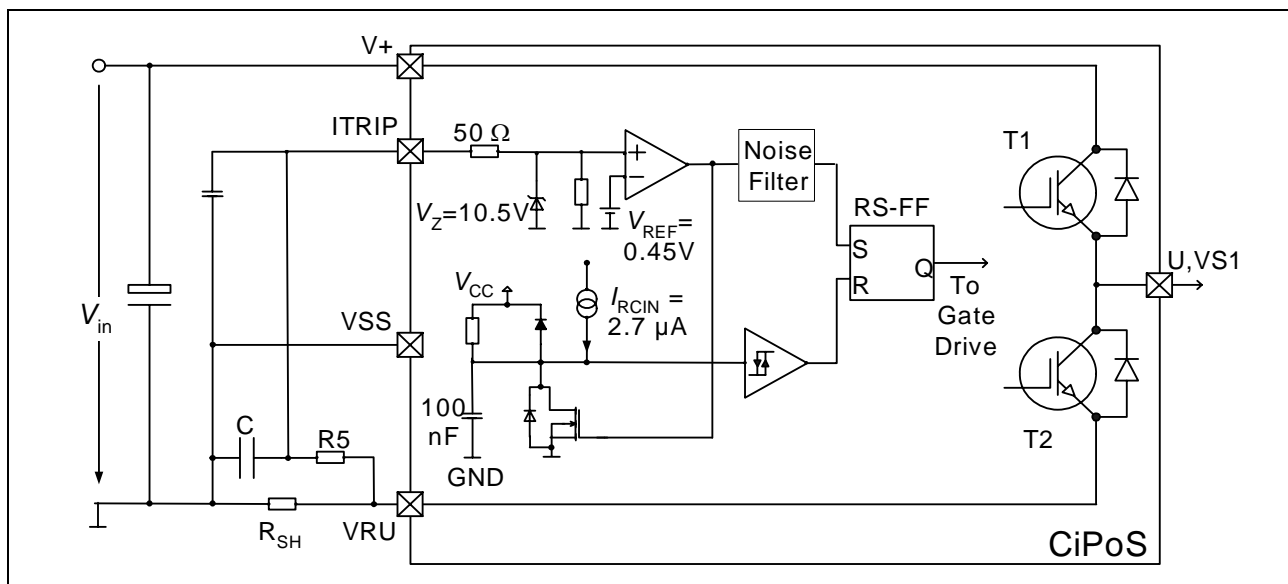 V+
ITRIP
50 Ω
Noise
Filter
T1
V_Z=10.5V
V_REF=
0.45V
RS-FF
S
R
Q
To
Gate
Drive
U,VS1
V_CC
I_RCIN =
2.7 µA
V_in
VSS
100
nF
GND
C
R5
T2
R_SH
VRU
CiPoS